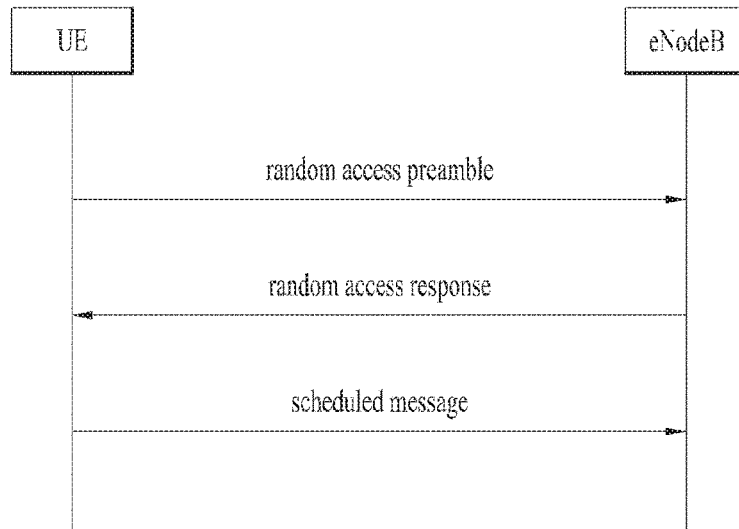 UE
eNodeB
random access preamble
random access response
scheduled message